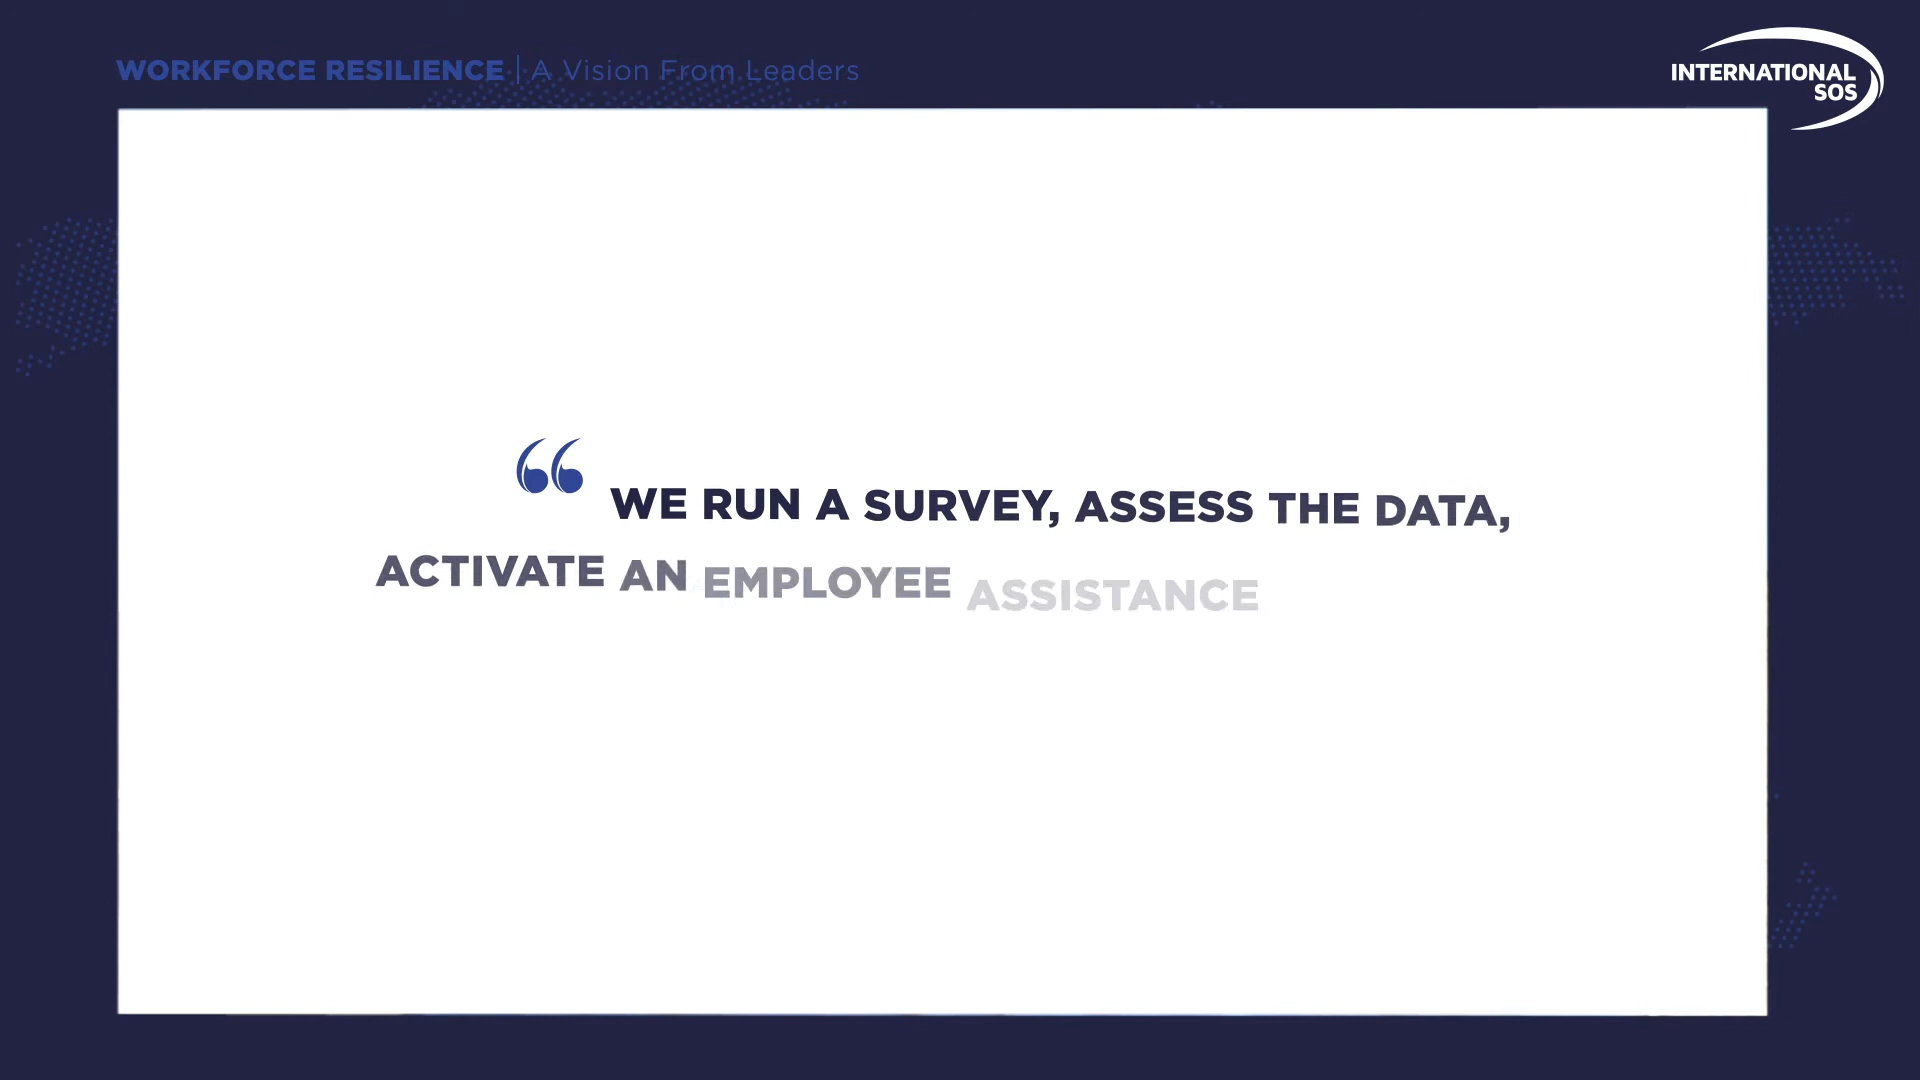 WORKFORCE RESILIENCE | A Vision From Leaders
INTERNATIONAL
SOS
“ WE RUN A SURVEY, ASSESS THE DATA,
ACTIVATE AN EMPLOYEE ASSISTANCE